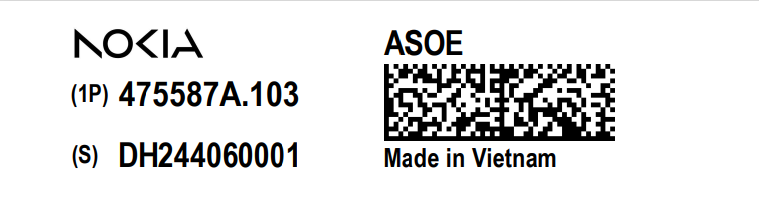 NOKIA
(1P) 475587A.103
(S) DH244060001
ASOE
Made in Vietnam